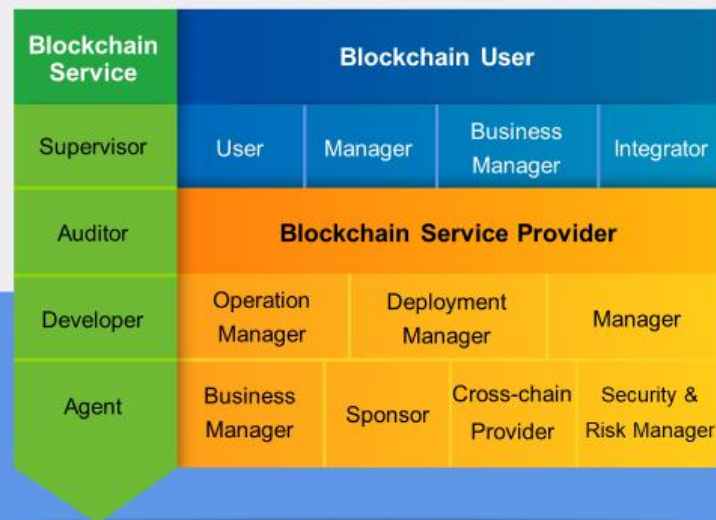 Blockchain
Service
Blockchain User
Supervisor
User
Manager
Business
Manager
Integrator
Auditor
Blockchain Service Provider
Developer
Operation
Manager
Deployment
Manager
Manager
Agent
Business
Manager
Sponsor
Cross-chain
Provider
Security &
Risk Manager